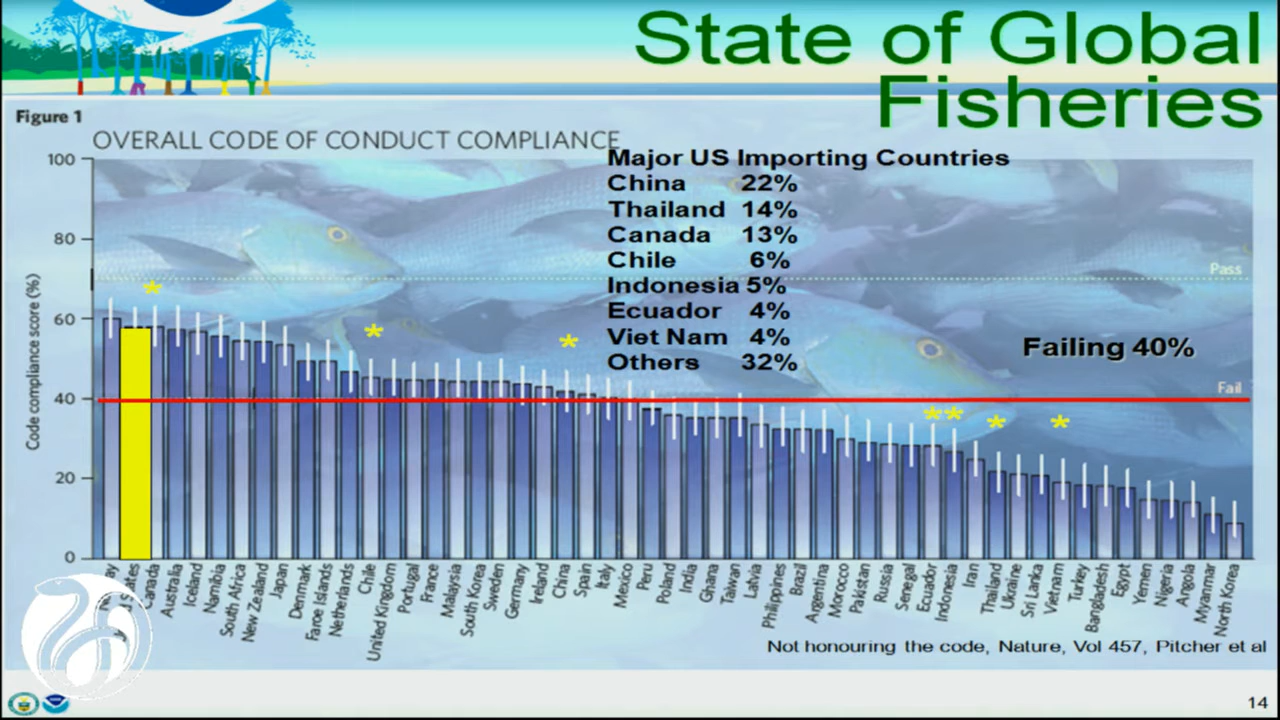 State of Global
Fisheries
Figure 1
OVERALL CODE OF CONDUCT COMPLIANCE
Major US Importing Countries
China 22%
Thailand 14%
Canada 13%
Chile 6%
Indonesia 5%
Ecuador 4%
Viet Nam 4%
Others 32%
Failing 40%
Pass
Fail
Code compliance score (%)
100
80
60
40
20
0
Australia
Iceland
Namibia
South Africa
New Zealand
Japan
Denmark
Faroe Islands
Netherlands
Chile
United Kingdom
Portugal
France
Malaysia
South Korea
Sweden
Germany
Ireland
China
Spain
Italy
Mexico
Peru
Poland
India
Ghana
Taiwan
Latvia
Philippines
Brazil
Argentina
Morocco
Pakistan
Russia
Senegal
Ecuador
Indonesia
Iran
Thailand
Ukraine
Sri Lanka
Vietnam
Turkey
Bangladesh
Egypt
Yemen
Nigeria
Angola
Myanmar
North Korea
Not honouring the code, Nature, Vol 457, Pitcher et al
14